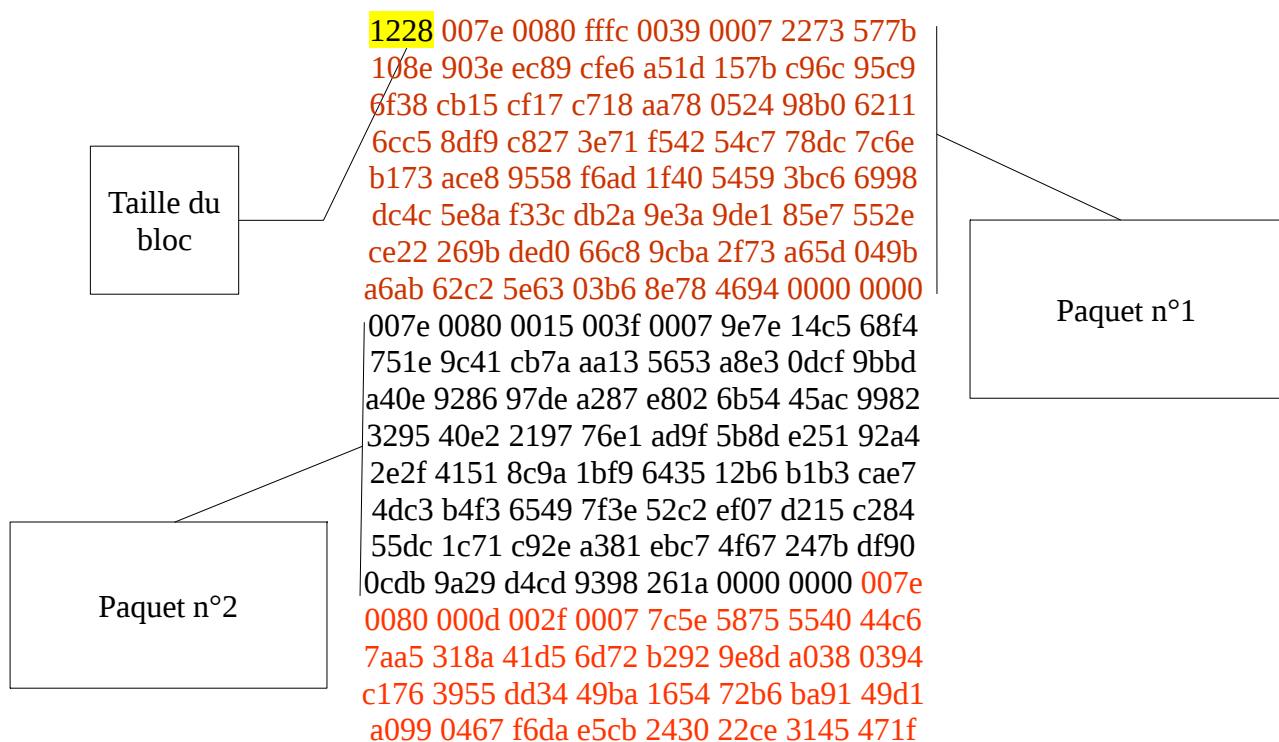 1228 007e 0080 fffc 0039 0007 2273 577b
108e 903e ec89 cfe6 a51d 157b c96c 95c9
6f38 cb15 cf17 c718 aa78 0524 98b0 6211
6cc5 8df9 c827 3e71 f542 54c7 78dc 7c6e
b173 ace8 9558 f6ad 1f40 5459 3bc6 6998
dc4c 5e8a f33c db2a 9e3a 9de1 85e7 552e
ce22 269b ded0 66c8 9cba 2f73 a65d 049b
a6ab 62c2 5e63 03b6 8e78 4694 0000 0000
007e 0080 0015 003f 0007 9e7e 14c5 68f4
751e 9c41 cb7a aa13 5653 a8e3 0dcf 9bbd
a40e 9286 97de a287 e802 6b54 45ac 9982
3295 40e2 2197 76e1 ad9f 5b8d e251 92a4
2e2f 4151 8c9a 1bf9 6435 12b6 b1b3 cae7
4dc3 b4f3 6549 7f3e 52c2 ef07 d215 c284
55dc 1c71 c92e a381 ebc7 4f67 247b df90
0cdb 9a29 d4cd 9398 261a 0000 0000 007e
0080 000d 002f 0007 7c5e 5875 5540 44c6
7aa5 318a 41d5 6d72 b292 9e8d a038 0394
c176 3955 dd34 49ba 1654 72b6 ba91 49d1
a099 0467 f6da e5cb 2430 22ce 3145 471f
Taille du
bloc
Paquet n°1
Paquet n°2